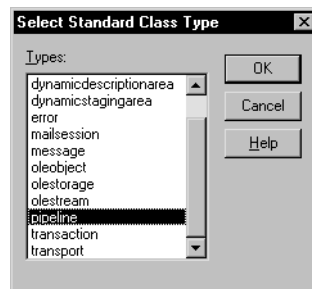 Select Standard Class Type
Types:
dynamicdescriptionarea
dynamicstagingarea
error
mailsession
message
oleobject
olestorage
olestream
pipeline
transaction
transport
OK
Cancel
Help